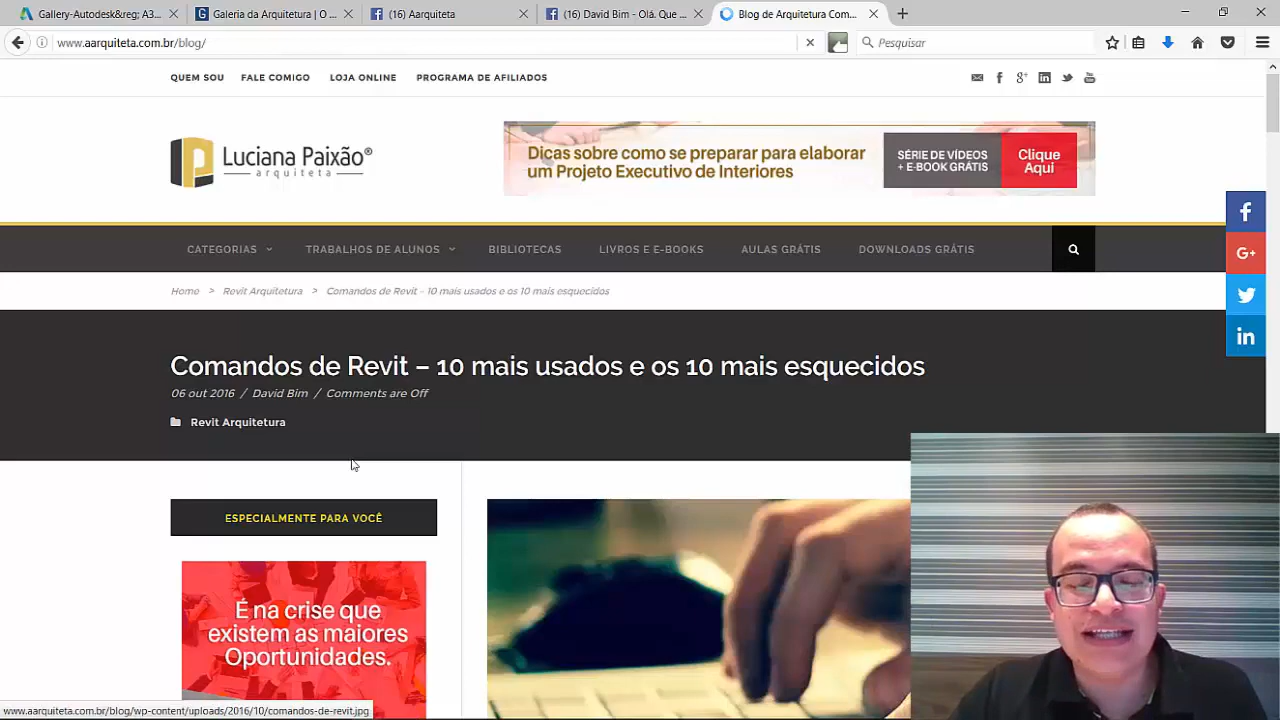 Gallery-Autodesk&reg; A3...
Galeria da Arquitetura | O ...
(16) Aarquiteta
(16) David Bim - Olá. Que ...
Blog de Arquitetura Com...
www.aarquiteta.com.br/blog/
Pesquisar
QUEM SOU FALE COMIGO LOJA ONLINE PROGRAMA DE AFILIADOS
Luciana Paixão®
arquiteta
Dicas sobre como se preparar para elaborar
um Projeto Executivo de Interiores
SÉRIE DE VÍDEOS
+ E-BOOK GRÁTIS
Clique
Aqui
CATEGORIAS TRABALHOS DE ALUNOS BIBLIOTECAS LIVROS E E-BOOKS AULAS GRÁTIS DOWNLOADS GRÁTIS
Home > Revit Arquitetura > Comandos de Revit – 10 mais usados e os 10 mais esquecidos
Comandos de Revit – 10 mais usados e os 10 mais esquecidos
06 out 2016 / David Bim / Comments are Off
Revit Arquitetura
ESPECIALMENTE PARA VOCÊ
É na crise que
existem as maiores
Oportunidades.
www.aarquiteta.com.br/blog/wp-content/uploads/2016/10/comandos-de-revit.jpg